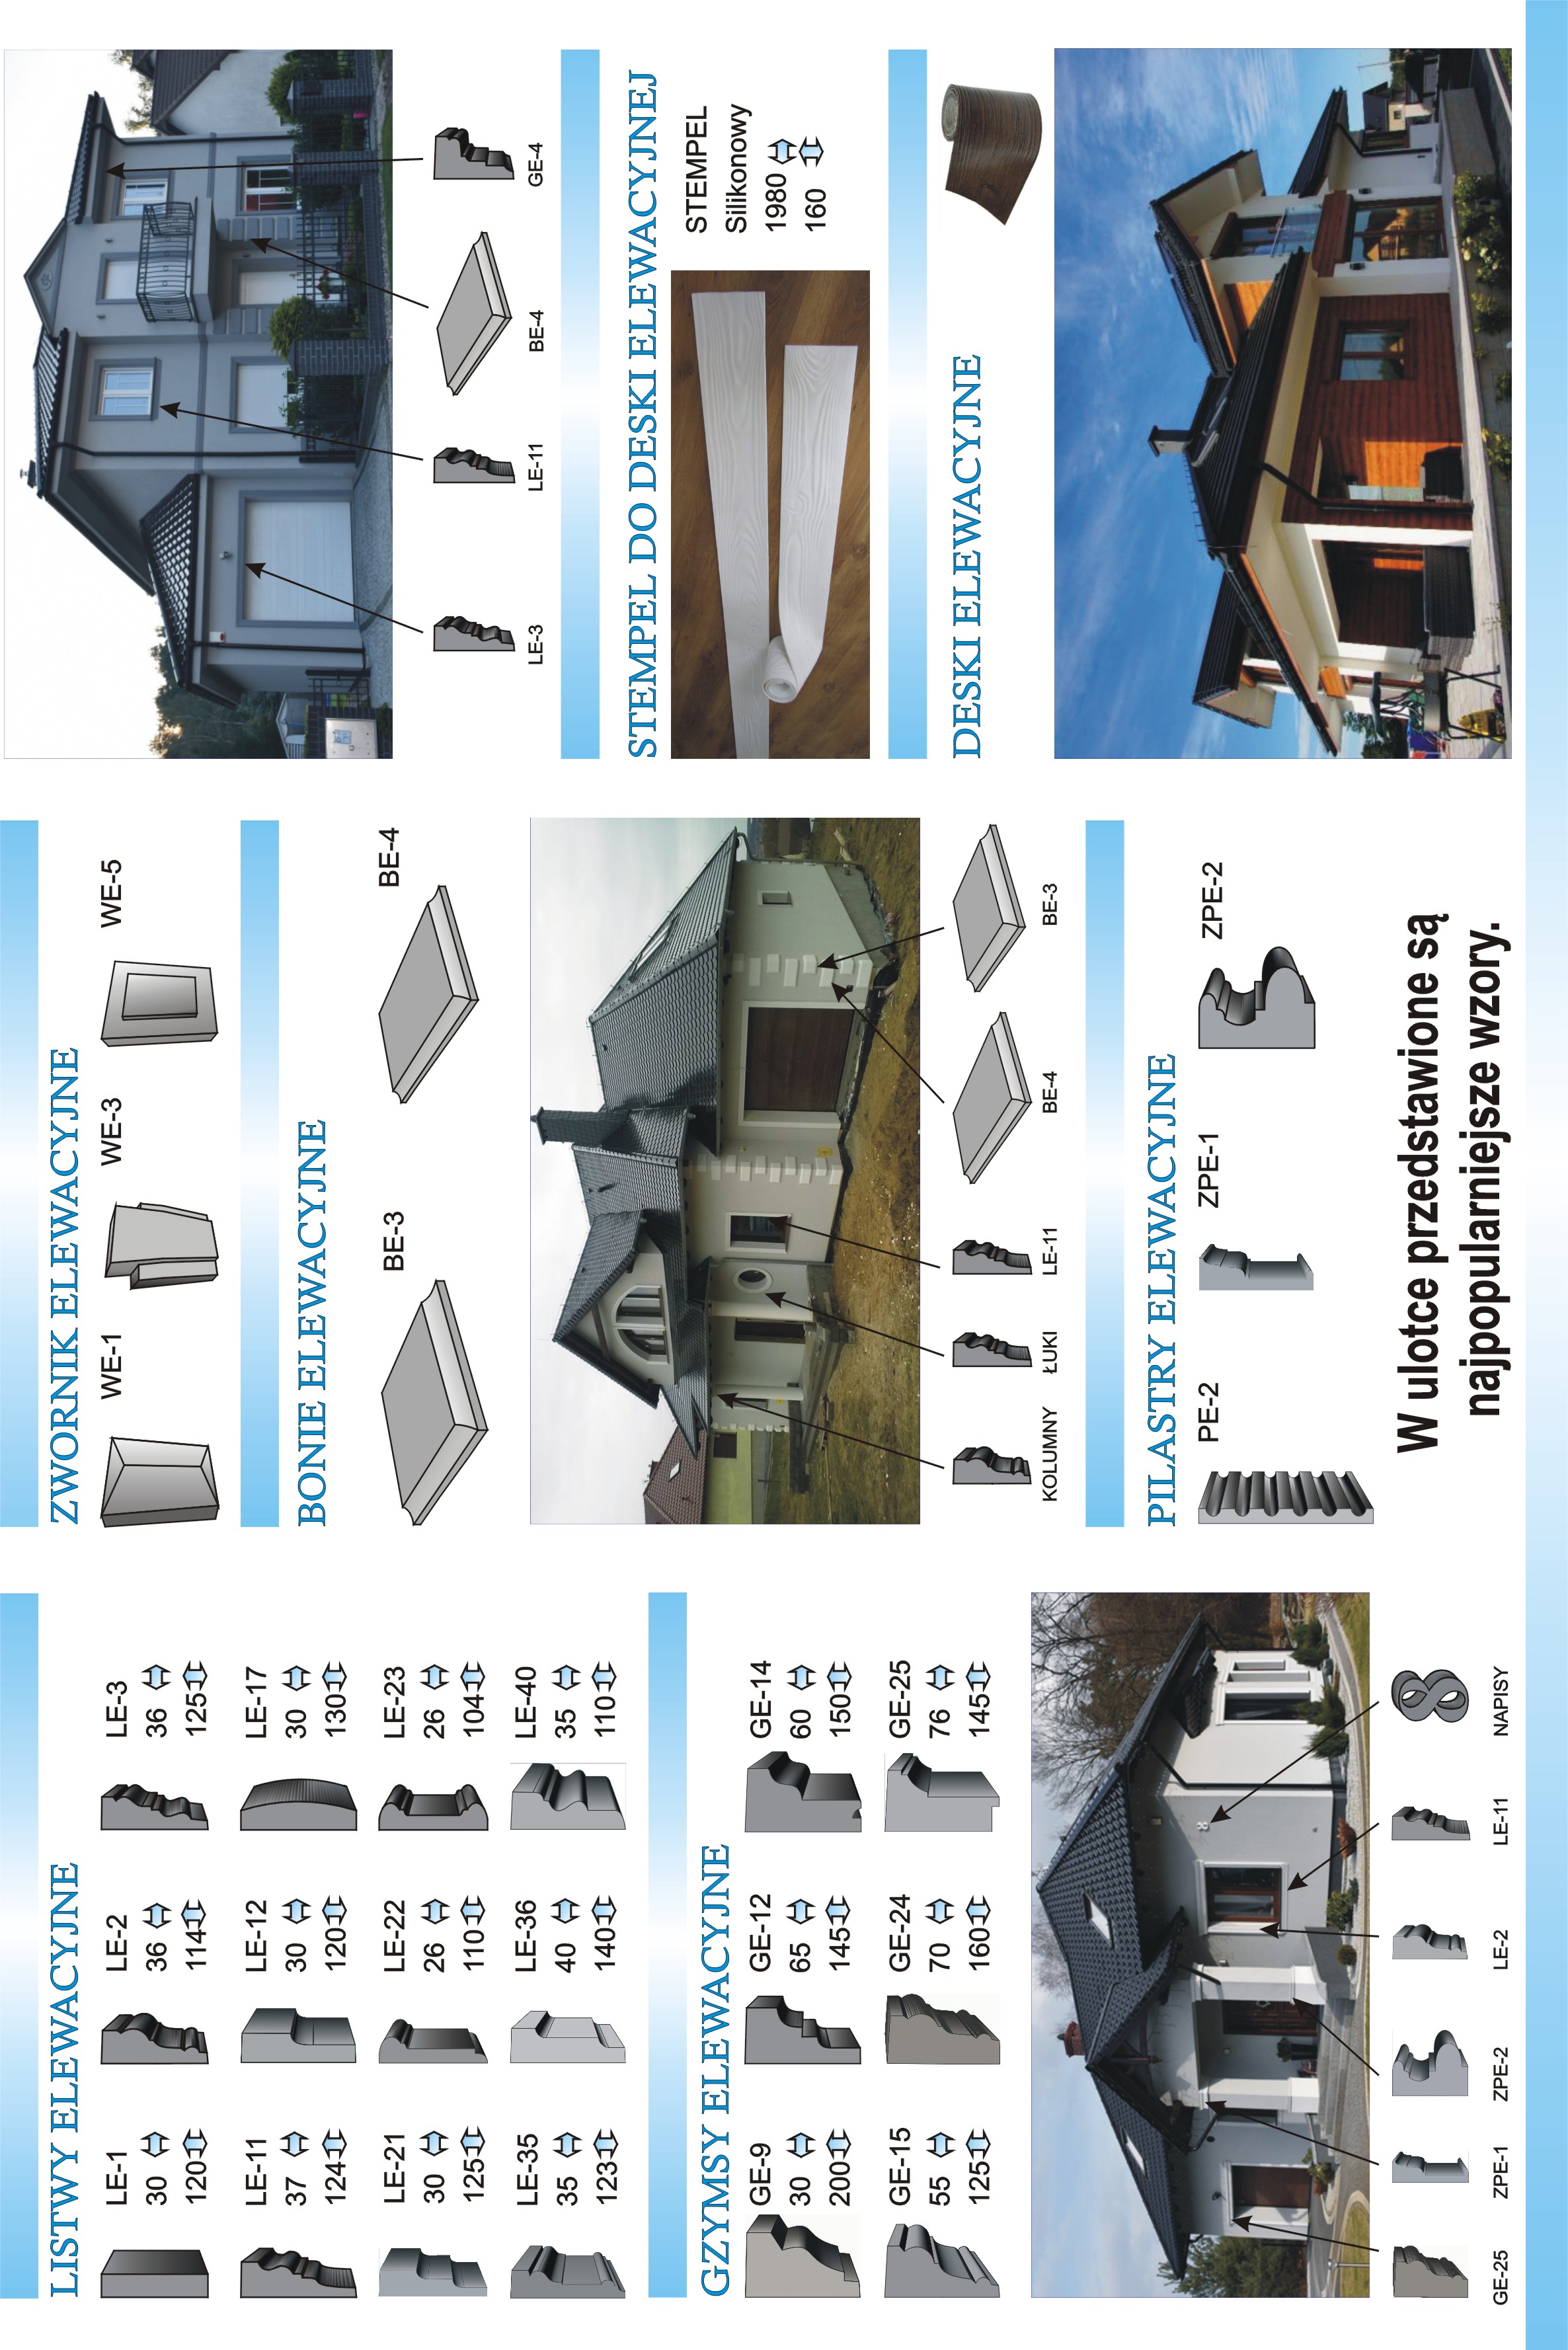 LISTWY ELEWACYJNE
LE-1
30
120
LE-2
36
114
LE-3
36
125
LE-11
37
124
LE-12
30
120
LE-17
30
130
LE-21
30
125
LE-22
26
110
LE-23
26
104
LE-35
35
123
LE-36
40
140
LE-40
35
110
GZYMSY ELEWACYJNE
GE-9
30
200
GE-12
65
145
GE-14
60
150
GE-15
55
125
GE-24
70
160
GE-25
76
145
8
GE-25
ZPE-1
ZPE-2
LE-2
LE-11
NAPISY
ZWORNIK ELEWACYJNE
WE-1
WE-3
WE-5
BONIE ELEWACYJNE
BE-3
BE-4
KOLUMNY
ŁUKI
LE-11
BE-4
BE-3
PILASTRY ELEWACYJNE
PE-2
ZPE-1
ZPE-2
W ulotce przedstawione są
najpopularniejsze wzory.
LE-3
LE-11
BE-4
GE-4
STEMPEL DO DESKI ELEWACYJNEJ
STEMPEL
Silikonowy
1980
160
DESKI ELEWACYJNE